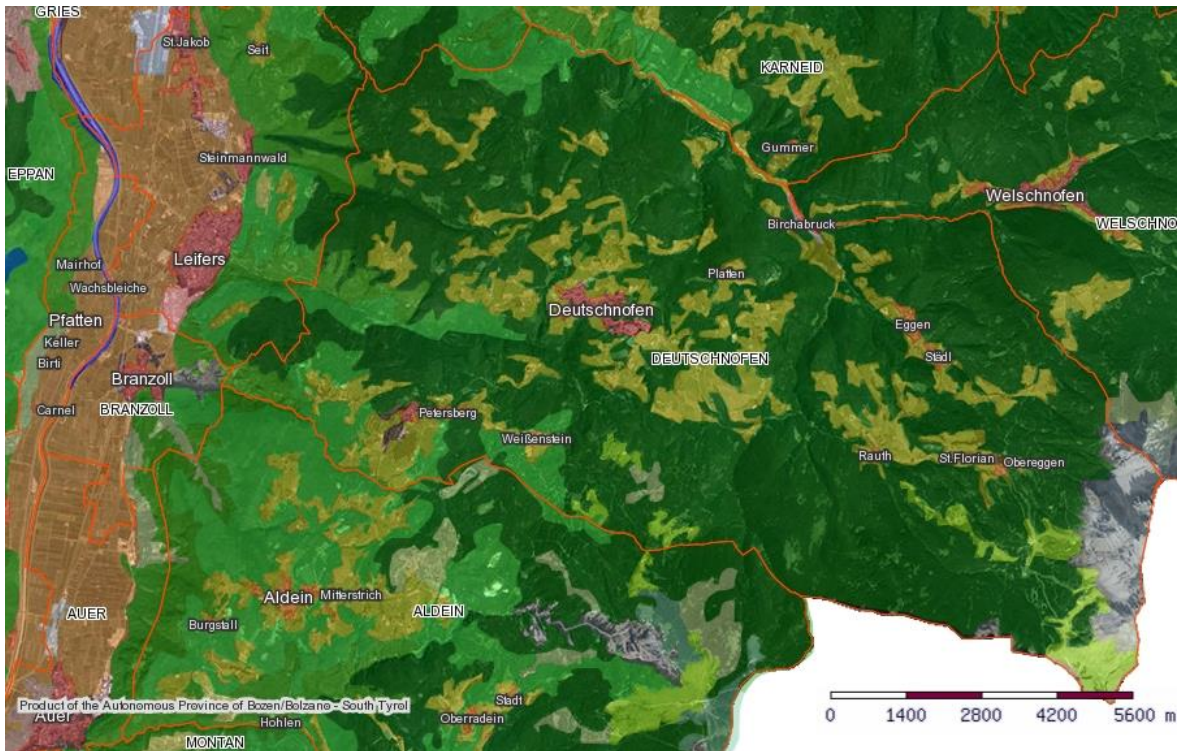 GRIES
St.Jakob
Seit
KARNEID
Steinmannwald
Gummer
EPPAN
Welschnofen
Birchabruck
WELSCHNO
Leifers
Mairhof
Platten
Wachsbleiche
Deutschnofen
Pfatten
Eggen
Keller
DEUTSCHNOFEN
Städl
Birti
Branzoll
Carnel
BRANZOLL
Petersberg
Weißenstein
Rauth
St.Florian
Obereggen
Aldein
Mitterstrich
AUER
ALDEIN
Burgstall
Stadt
Product of the Autonomous Province of Bozen/Bolzano - South Tyrol
Auer
Hohlen
Oberradein
MONTAN
0 1400 2800 4200 5600 m